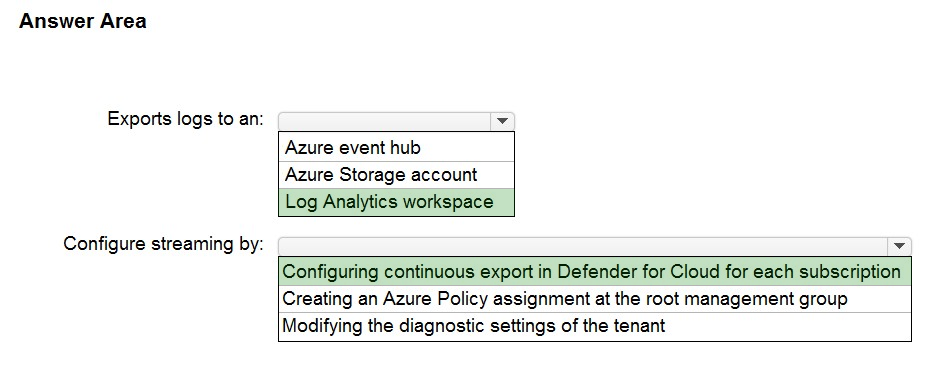 Answer Area
Exports logs to an:
Azure event hub
Azure Storage account
Log Analytics workspace
Configure streaming by:
Configuring continuous export in Defender for Cloud for each subscription
Creating an Azure Policy assignment at the root management group
Modifying the diagnostic settings of the tenant